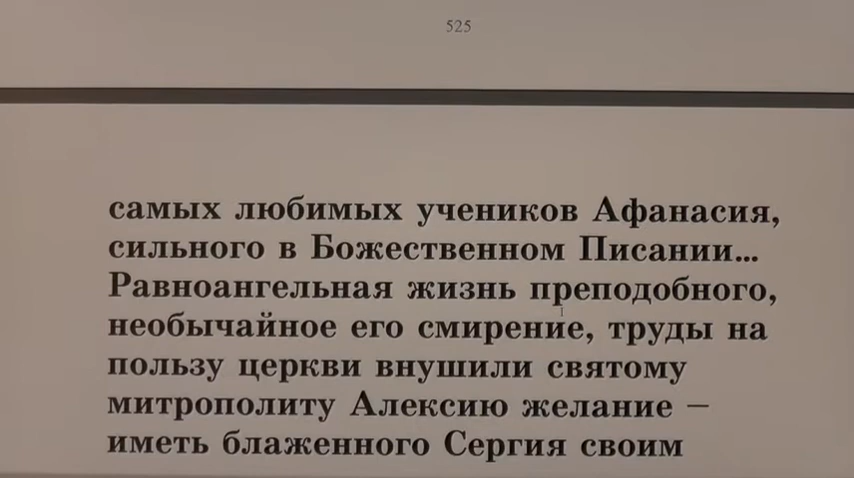 525
самых любимых учеников Афанасия,
сильного в Божественном Писании...
Равноангельная жизнь преподобного,
необычайное его смирение, труды на
пользу церкви внушили святому
митрополиту Алексию желание –
иметь блаженного Сергия своим